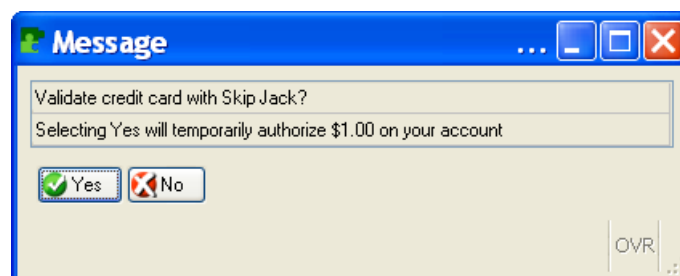 Message ...
Validate credit card with Skip Jack?
Selecting Yes will temporarily authorize $1.00 on your account
Yes No
OVR